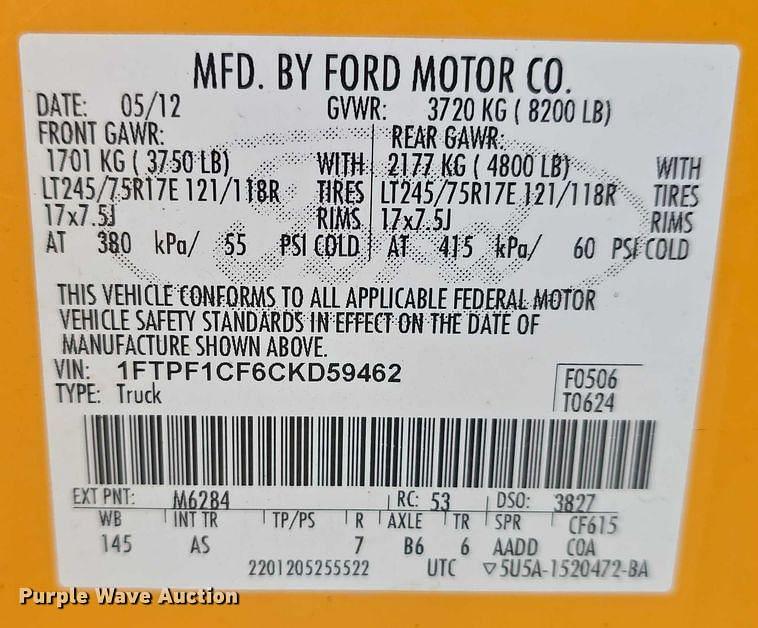 MFD. BY FORD MOTOR CO.
DATE: 05/12 GVWR: 3720 KG ( 8200 LB)
FRONT GAWR: REAR GAWR:
1701 KG ( 3750 LB) WITH 2177 KG ( 4800 LB) WITH
LT245/75R17E 121/118R TIRES LT245/75R17E 121/118R TIRES
17x7.5J RIMS 17x7.5J RIMS
AT 380 kPa/ 55 PSI COLD AT 415 kPa/ 60 PSI COLD
THIS VEHICLE CONFORMS TO ALL APPLICABLE FEDERAL MOTOR
VEHICLE SAFETY STANDARDS IN EFFECT ON THE DATE OF
MANUFACTURE SHOWN ABOVE.
VIN: 1FTPF1CF6CKD59462 F0506
TYPE: Truck T0624
EXT PNT: M6284 RC: 53 DSO: 3827
WB INT TR TP/PS R AXLE TR SPR CF615
145 AS 7 B6 6 AADD COA
2201205255522 UTC ▽5U5A-1520472-BA
Purple Wave Auction